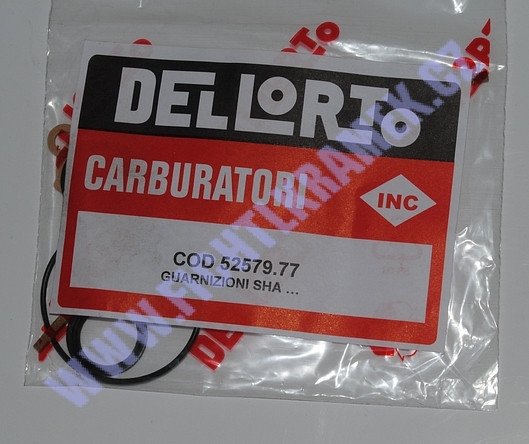 DELLORTO
CARBURATORI
INC
COD 52579.77
GUARNIZIONI SHA ...